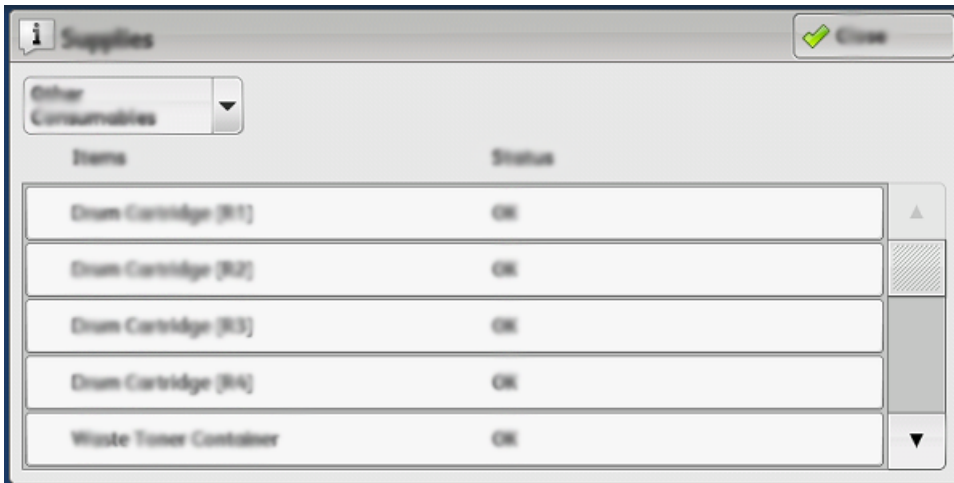 Supplies
Close
Other
Consumables
Items Status
Drum Cartridge [R1] OK
Drum Cartridge [R2] OK
Drum Cartridge [R3] OK
Drum Cartridge [R4] OK
Waste Toner Container OK